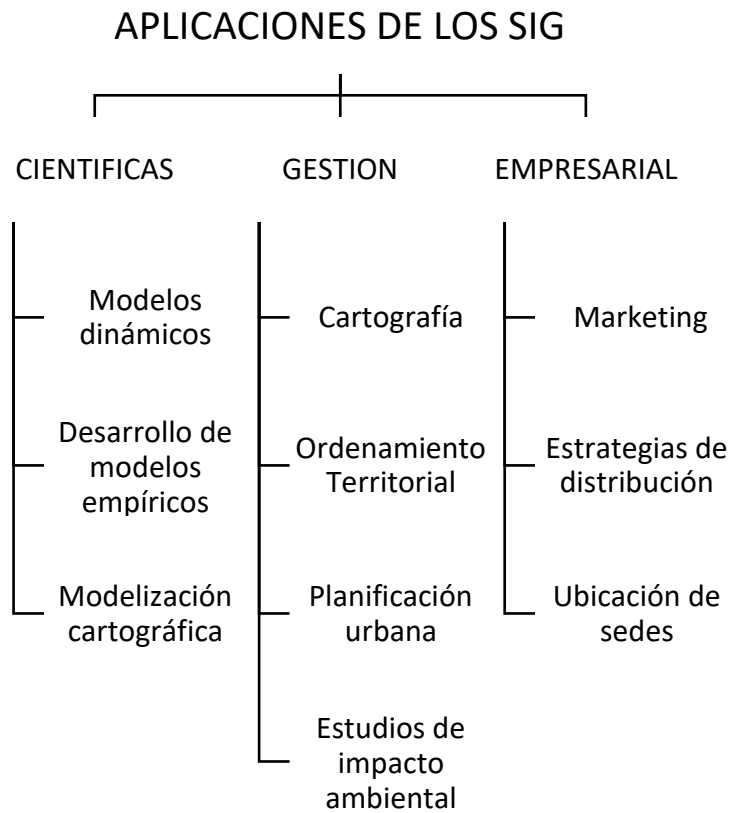 APLICACIONES DE LOS SIG
CIENTIFICAS
Modelos
dinámicos
Desarrollo de
modelos
empíricos
Modelización
cartográfica
GESTION
Cartografía
Ordenamiento
Territorial
Planificación
urbana
Estudios de
impacto
ambiental
EMPRESARIAL
Marketing
Estrategias de
distribución
Ubicación de
sedes